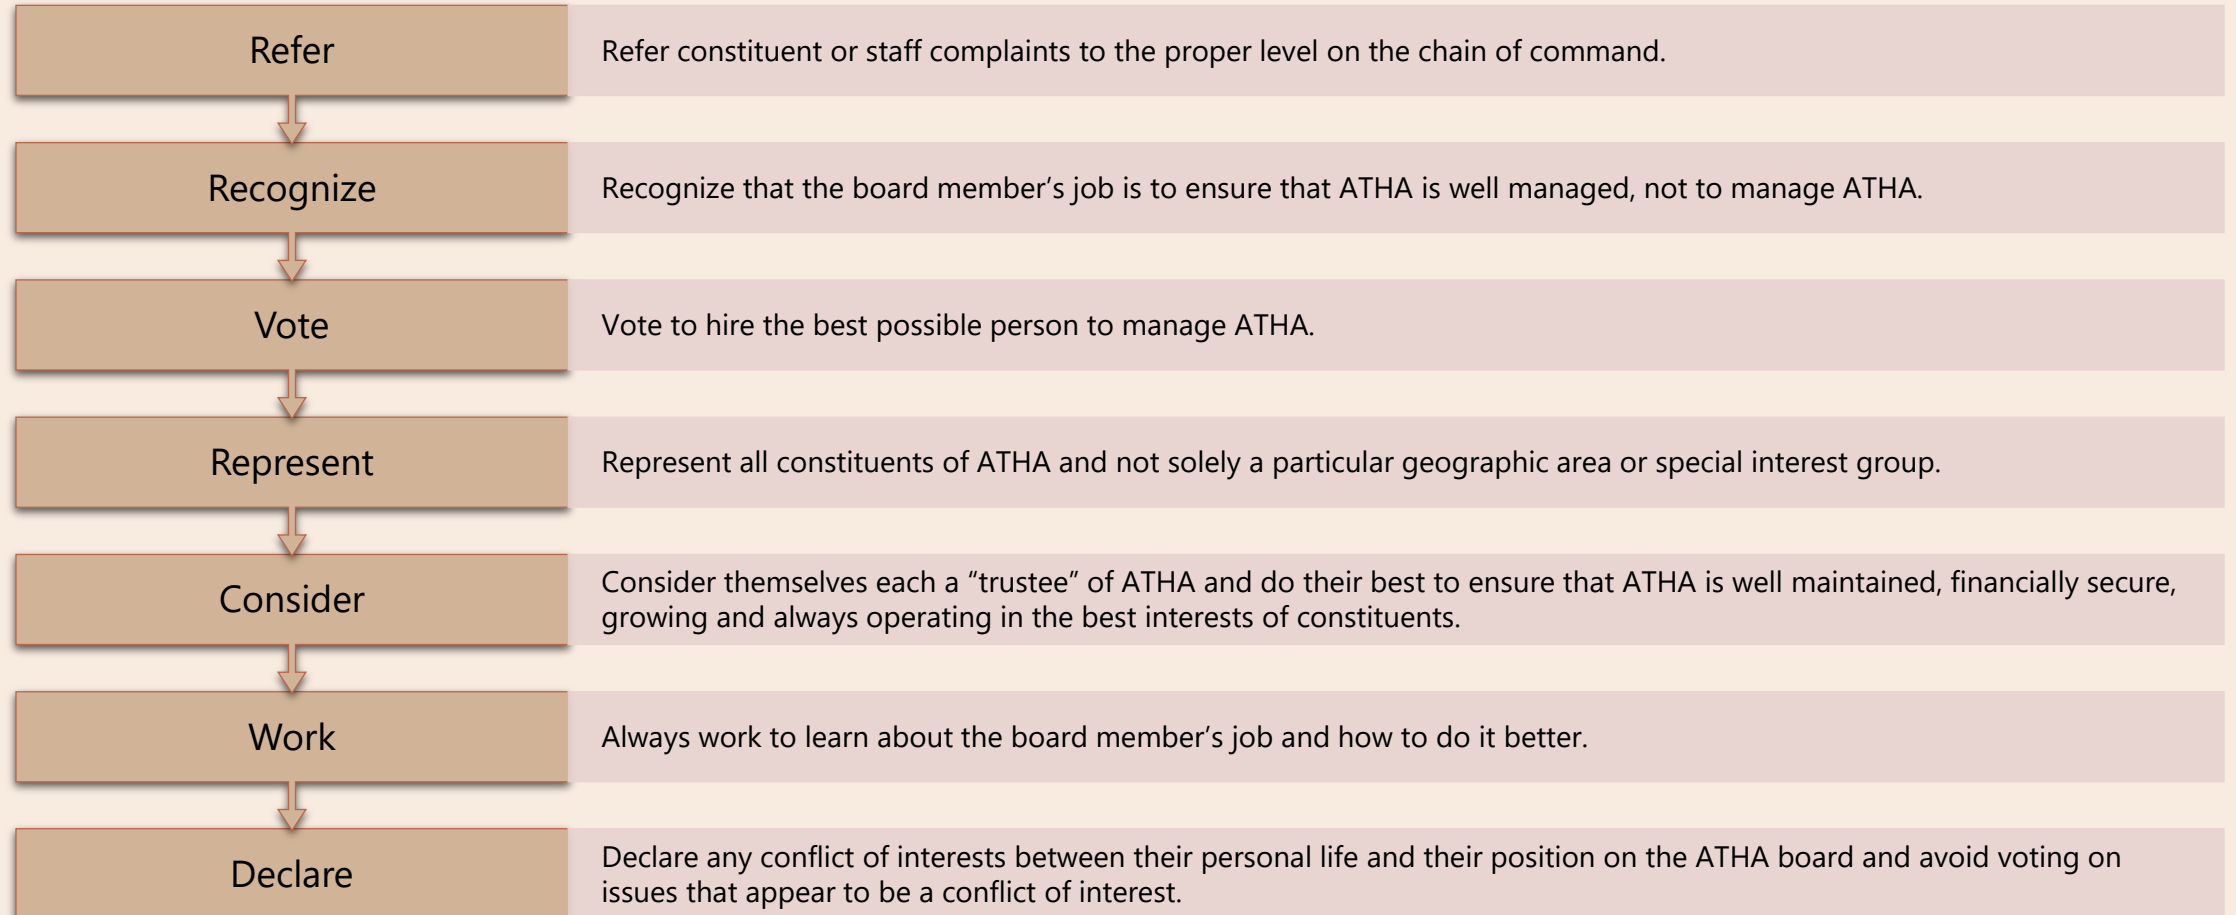 Refer
Refer constituent or staff complaints to the proper level on the chain of command.
Recognize
Recognize that the board member’s job is to ensure that ATHA is well managed, not to manage ATHA.
Vote
Vote to hire the best possible person to manage ATHA.
Represent
Represent all constituents of ATHA and not solely a particular geographic area or special interest group.
Consider
Consider themselves each a “trustee” of ATHA and do their best to ensure that ATHA is well maintained, financially secure,
growing and always operating in the best interests of constituents.
Work
Always work to learn about the board member’s job and how to do it better.
Declare
Declare any conflict of interests between their personal life and their position on the ATHA board and avoid voting on
issues that appear to be a conflict of interest.